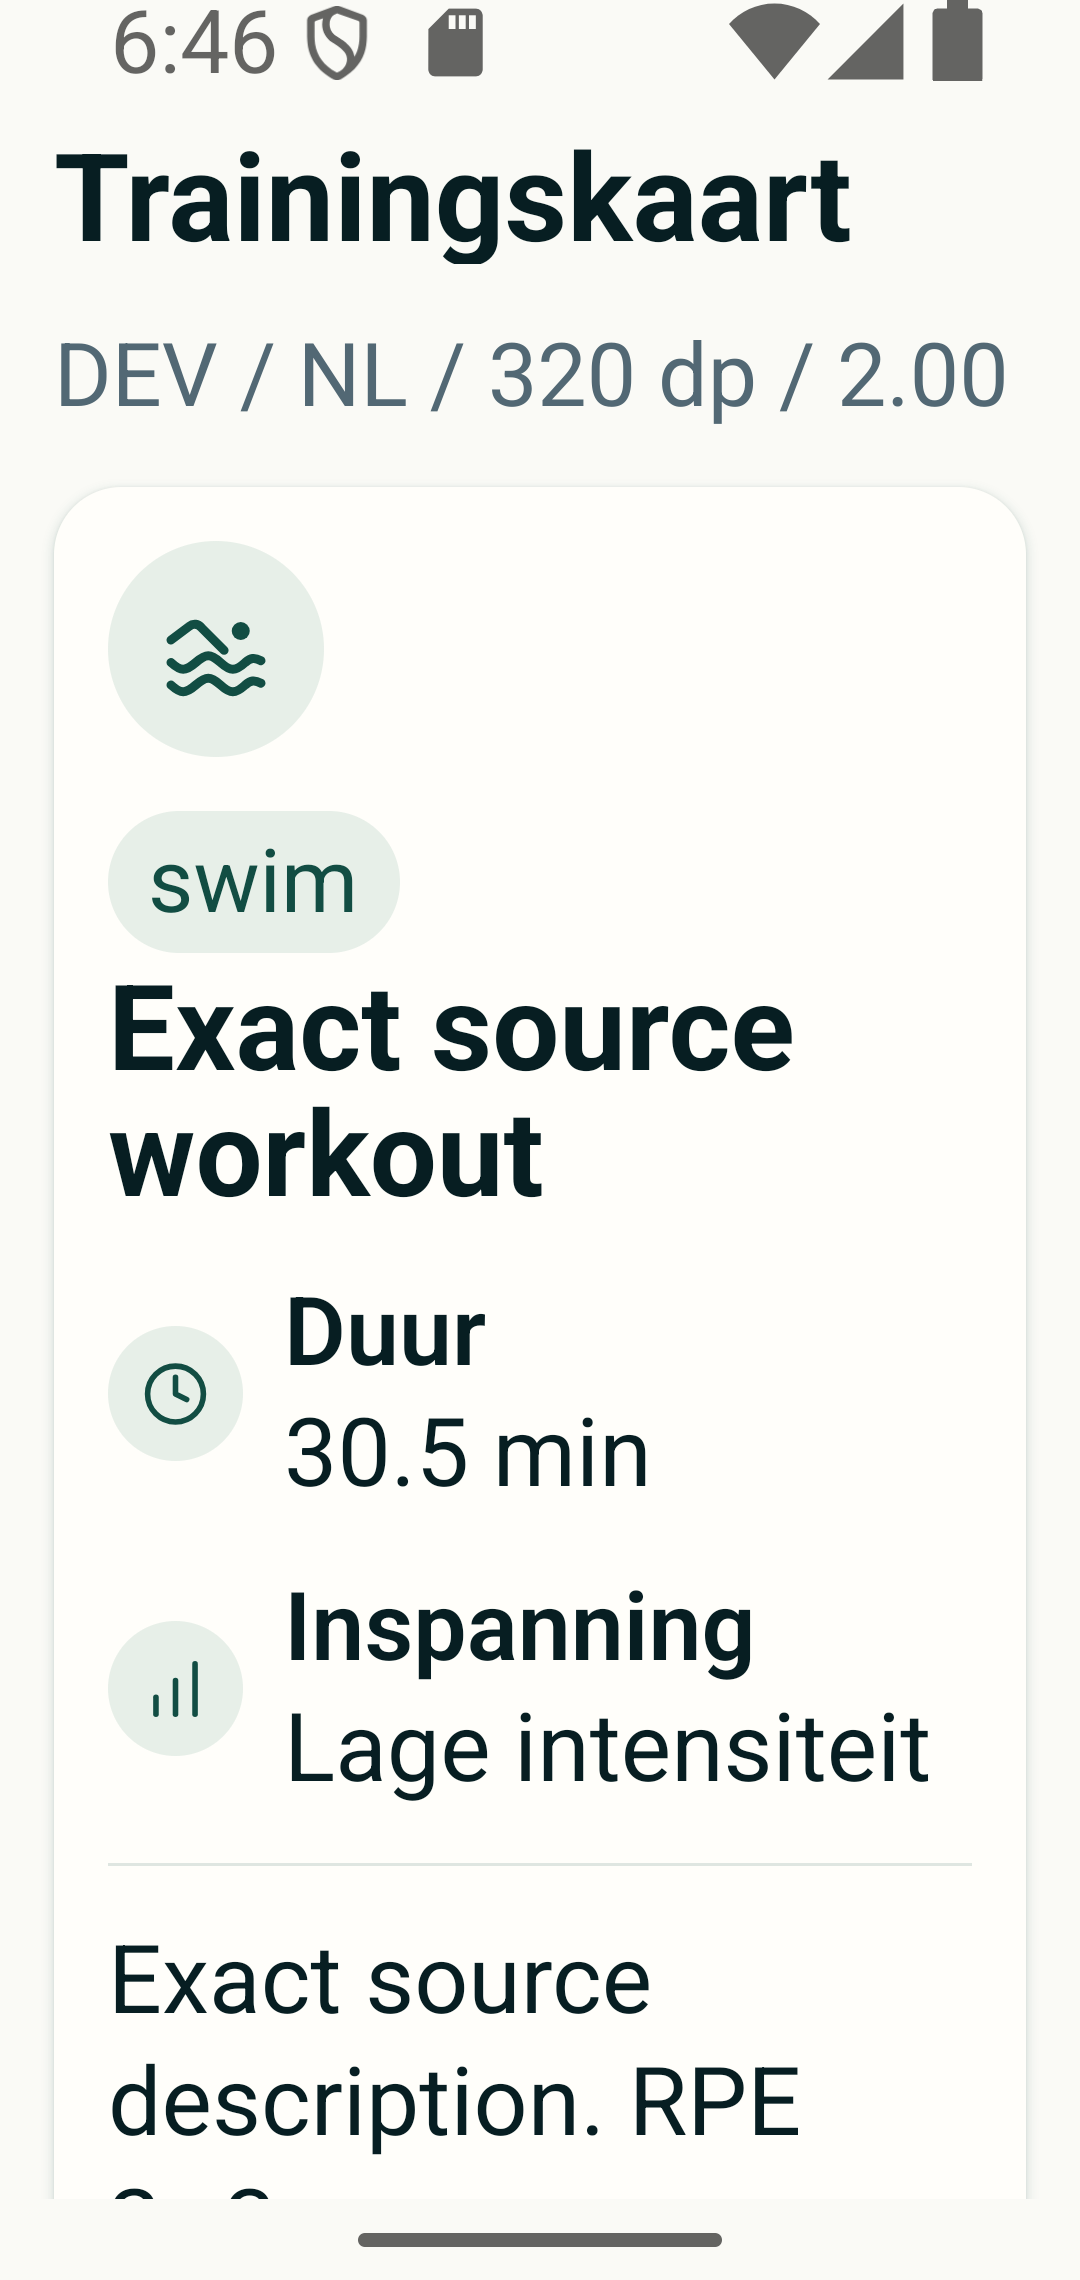 6:46
Trainingskaart
DEV / NL / 320 dp / 2.00
swim
Exact source
workout
Duur
30.5 min
Inspanning
Lage intensiteit
Exact source
description. RPE